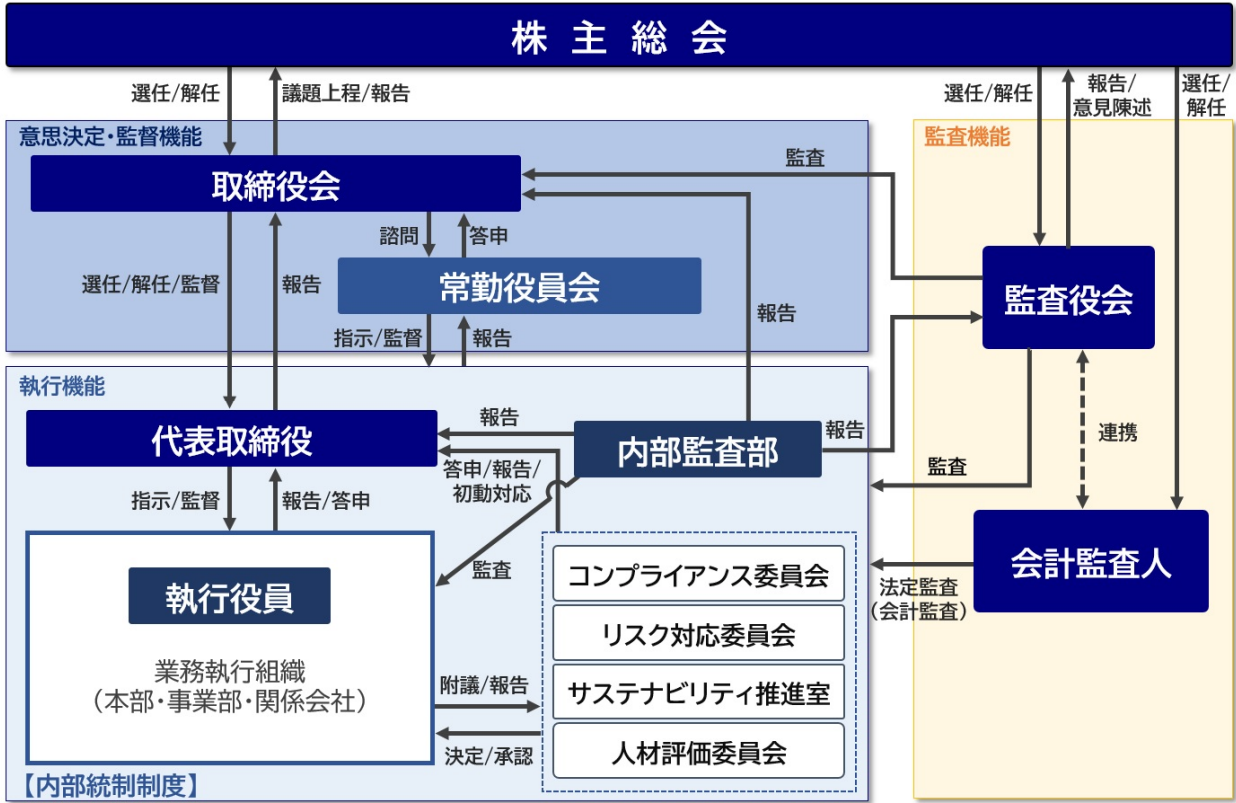 株主総会
選任/解任
議題上程/報告
選任/解任
報告/
意見陳述
選任/
解任
意思決定・監督機能
監査機能
取締役会
監査
諮問
答申
選任/解任/監督
報告
常勤役員会
監査役会
報告
指示/監督
報告
執行機能
代表取締役
報告
内部監査部
報告
連携
答申/報告/
初動対応
監査
指示/監督
報告/答申
会計監査人
監査
コンプライアンス委員会
法定監査
(会計監査)
執行役員
リスク対応委員会
業務執行組織
(本部・事業部・関係会社)
附議/報告
サステナビリティ推進室
決定/承認
人材評価委員会
【内部統制制度】